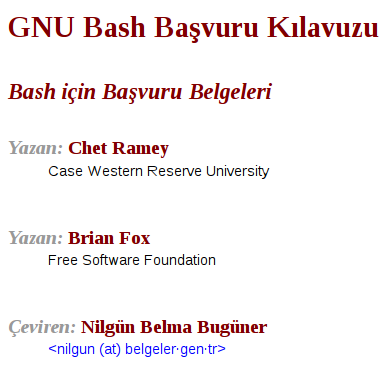 GNU Bash Başvuru Kılavuzu
Bash için Başvuru Belgeleri
Yazan: Chet Ramey
Case Western Reserve University
Yazan: Brian Fox
Free Software Foundation
Çeviren: Nilgün Belma Bugüner
<nilgun (at) belgeler·gen·tr>